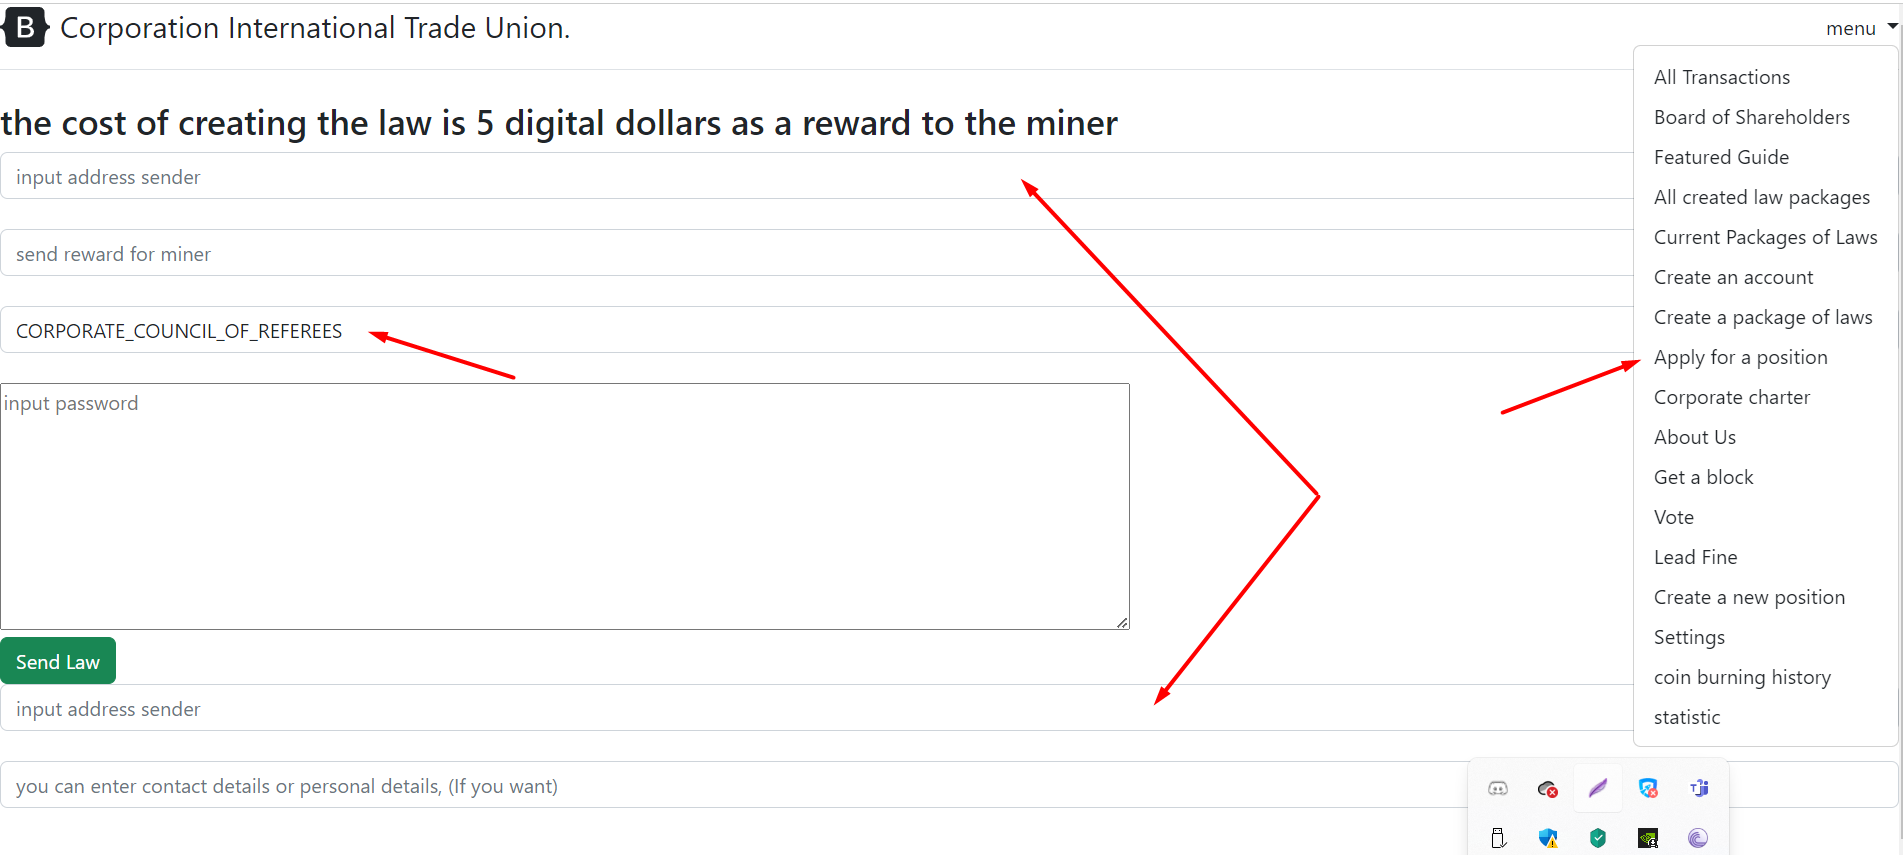 B Corporation International Trade Union.
menu
All Transactions
Board of Shareholders
Featured Guide
All created law packages
Current Packages of Laws
Create an account
Create a package of laws
Apply for a position
Corporate charter
About Us
Get a block
Vote
Lead Fine
Create a new position
Settings
coin burning history
statistic
the cost of creating the law is 5 digital dollars as a reward to the miner
input address sender
send reward for miner
CORPORATE_COUNCIL_OF_REFEREES
input password
Send Law
input address sender
you can enter contact details or personal details, (If you want)